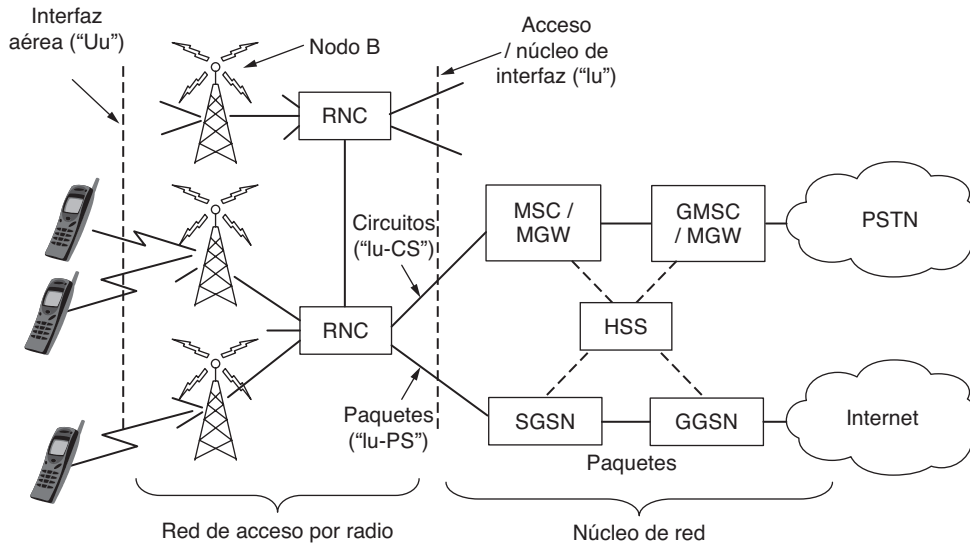 Interfaz
aérea (“Uu”)
Nodo B
Acceso
/ núcleo de
interfaz (“lu”)
RNC
Circuitos
(“lu-CS”)
MSC /
MGW
GMSC
/ MGW
PSTN
RNC
HSS
Paquetes
(“lu-PS”)
SGSN
GGSN
Internet
Paquetes
Red de acceso por radio
Núcleo de red